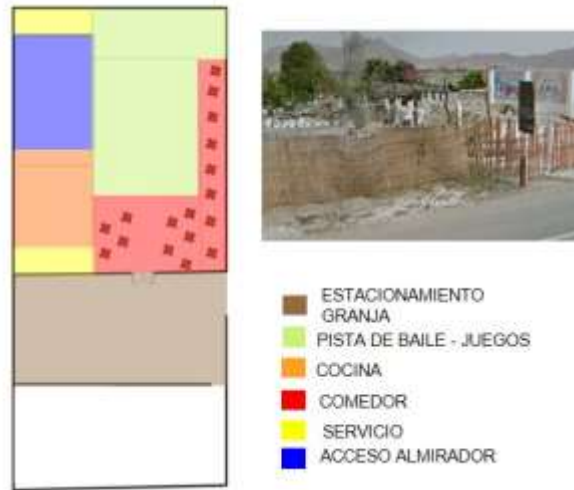 ESTACIONAMIENTO
GRANJA
PISTA DE BAILE - JUEGOS
COCINA
COMEDOR
SERVICIO
ACCESO ALMIRADOR